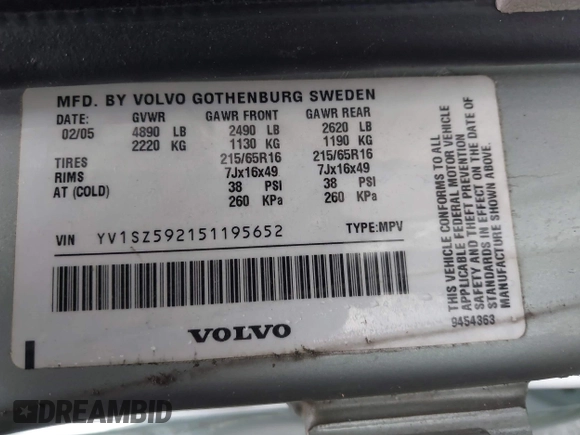 MFD. BY VOLVO GOTHENBURG SWEDEN
DATE: GVWR GAWR FRONT GAWR REAR
02/05 4890 LB 2490 LB 2620 LB
2220 KG 1130 KG 1190 KG
TIRES 215/65R16 215/65R16
RIMS 7Jx16x49 7Jx16x49
AT (COLD) 38 PSI 38 PSI
260 KPa 260 KPa
VIN YV1SZ592151195652 TYPE:MPV
VOLVO
THIS VEHICLE CONFORMS TO ALL
APPLICABLE FEDERAL MOTOR VEHICLE
SAFETY AND THEFT PREVENTION
STANDARDS IN EFFECT ON THE DATE OF
MANUFACTURE SHOWN ABOVE.
9454363
DREAMBID